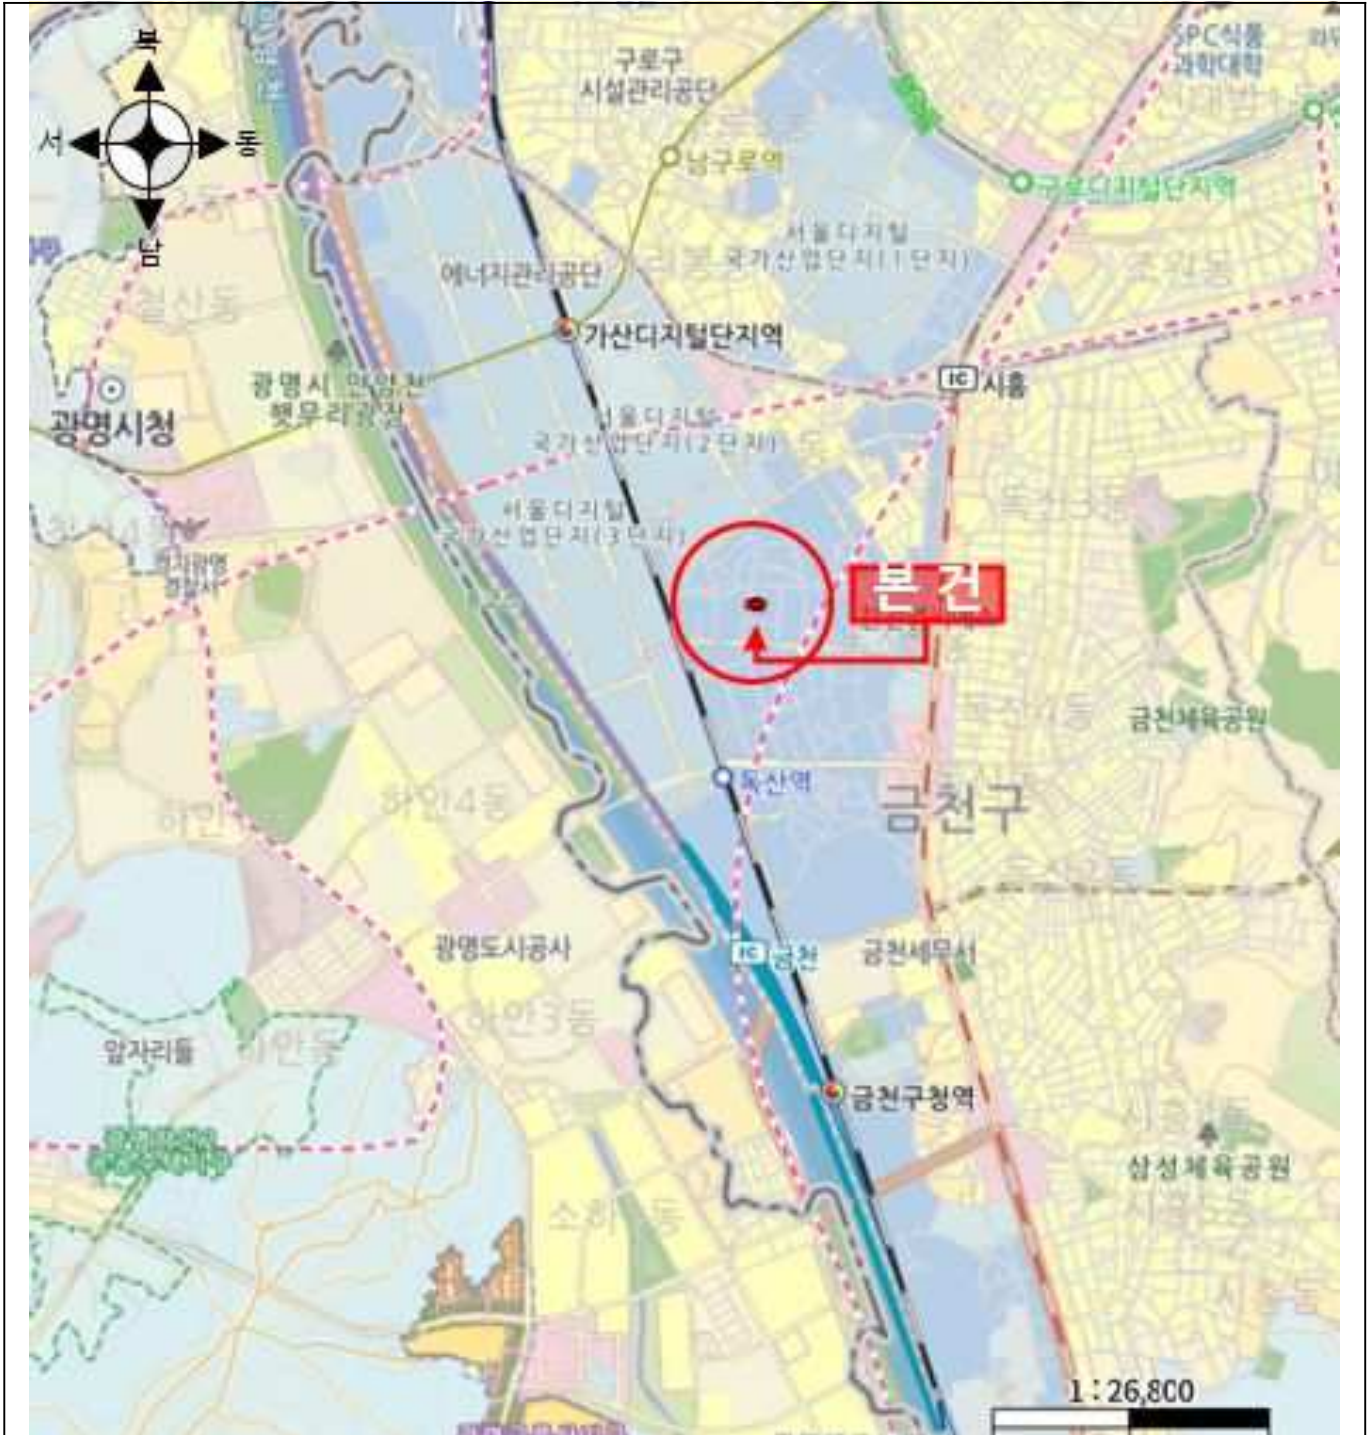 북
서
동
남
구로구
시설관리공단
SPC식품
과학대학
남구로역
구로디지털단지역
서울디지털
국가산업단지(1단지)
에너지관리공단
가산디지털단지역
철산동
조원동
광명시 안양천
햇무리광장
광명시청
IC 시흥
서울디지털
국가산업단지(2단지)
서울디지털
국가산업단지(3단지)
본 건
금천체육공원
독산역
하안4동
금천구
광명도시공사
IC 금천
금천세무서
하안3동
하안동
앞자리들
금천구청역
삼성체육공원
1:26,800